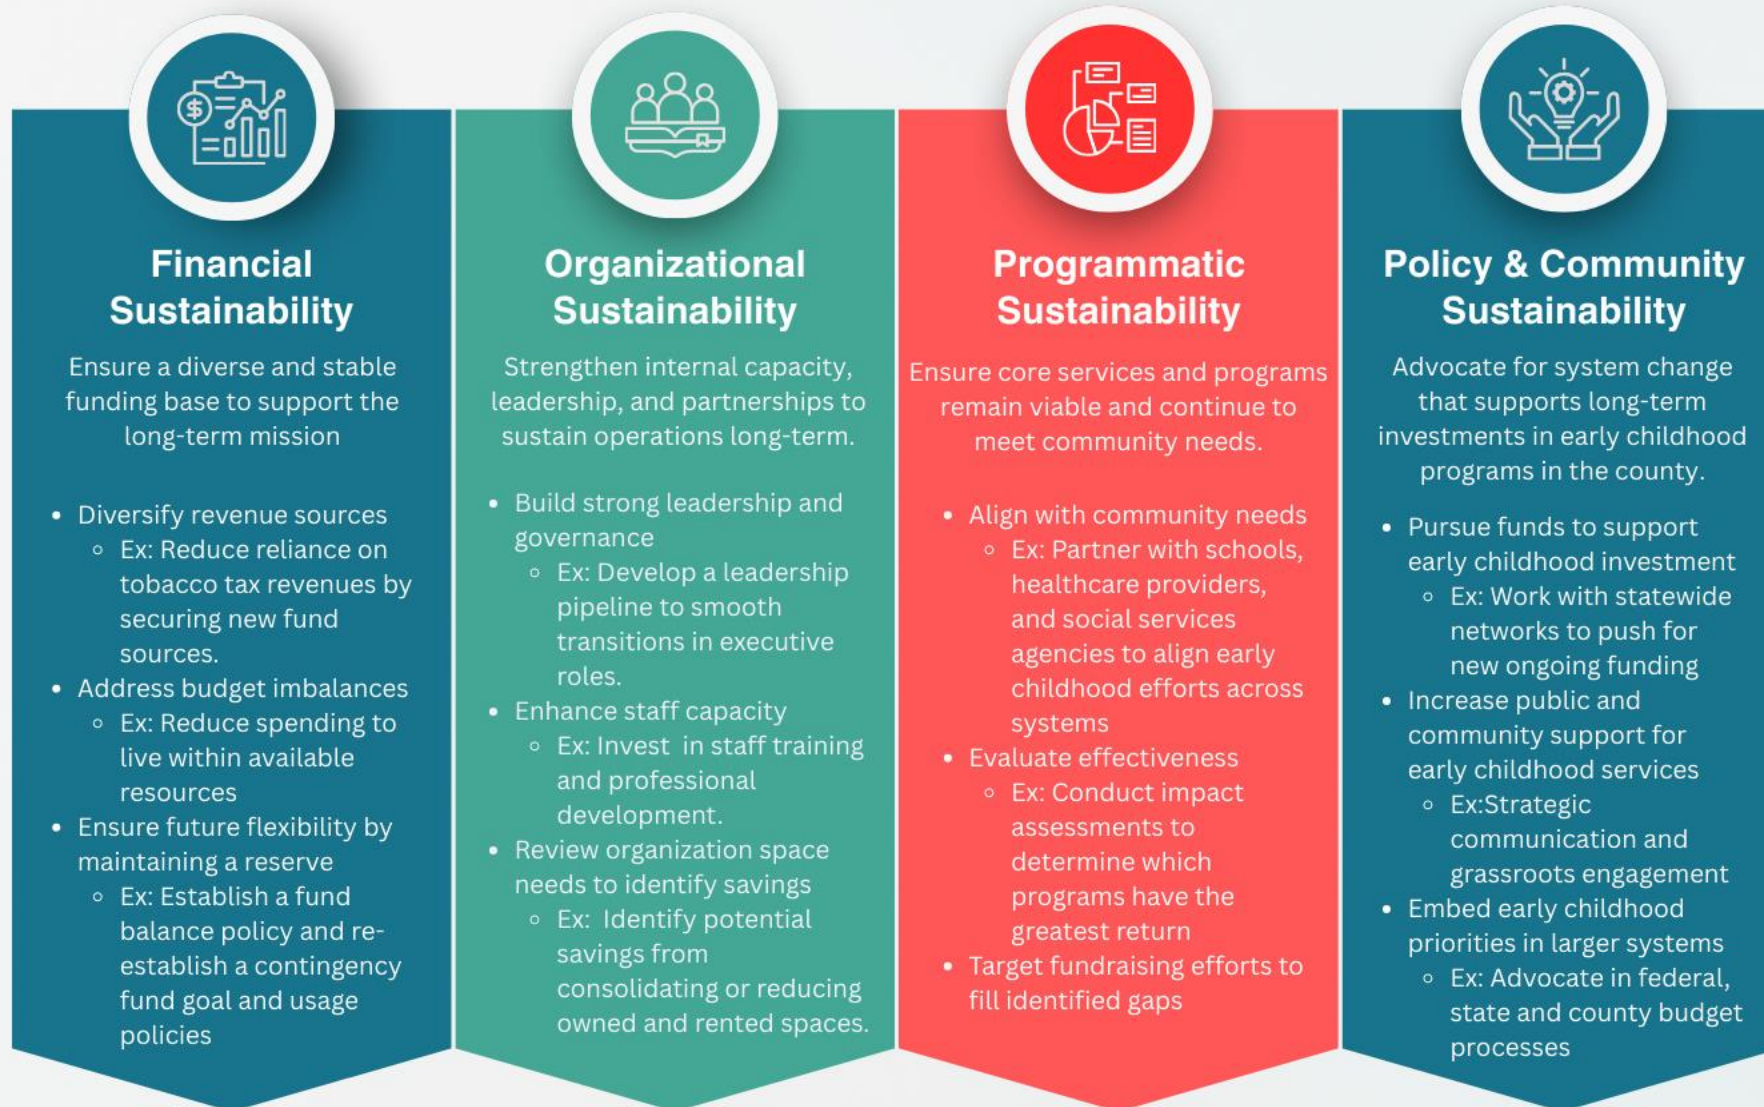 Financial
Sustainability
Ensure a diverse and stable
funding base to support the
long-term mission
• Diversify revenue sources
◦ Ex: Reduce reliance on
tobacco tax revenues by
securing new fund
sources.
• Address budget imbalances
◦ Ex: Reduce spending to
live within available
resources
• Ensure future flexibility by
maintaining a reserve
◦ Ex: Establish a fund
balance policy and re-
establish a contingency
fund goal and usage
policies
Organizational
Sustainability
Strengthen internal capacity,
leadership, and partnerships to
sustain operations long-term.
• Build strong leadership and
governance
◦ Ex: Develop a leadership
pipeline to smooth
transitions in executive
roles.
• Enhance staff capacity
◦ Ex: Invest in staff training
and professional
development.
• Review organization space
needs to identify savings
◦ Ex: Identify potential
savings from
consolidating or reducing
owned and rented spaces.
Programmatic
Sustainability
Ensure core services and programs
remain viable and continue to
meet community needs.
• Align with community needs
◦ Ex: Partner with schools,
healthcare providers,
and social services
agencies to align early
childhood efforts across
systems
• Evaluate effectiveness
◦ Ex: Conduct impact
assessments to
determine which
programs have the
greatest return
• Target fundraising efforts to
fill identified gaps
Policy & Community
Sustainability
Advocate for system change
that supports long-term
investments in early childhood
programs in the county.
• Pursue funds to support
early childhood investment
◦ Ex: Work with statewide
networks to push for
new ongoing funding
• Increase public and
community support for
early childhood services
◦ Ex:Strategic
communication and
grassroots engagement
• Embed early childhood
priorities in larger systems
◦ Ex: Advocate in federal,
state and county budget
processes